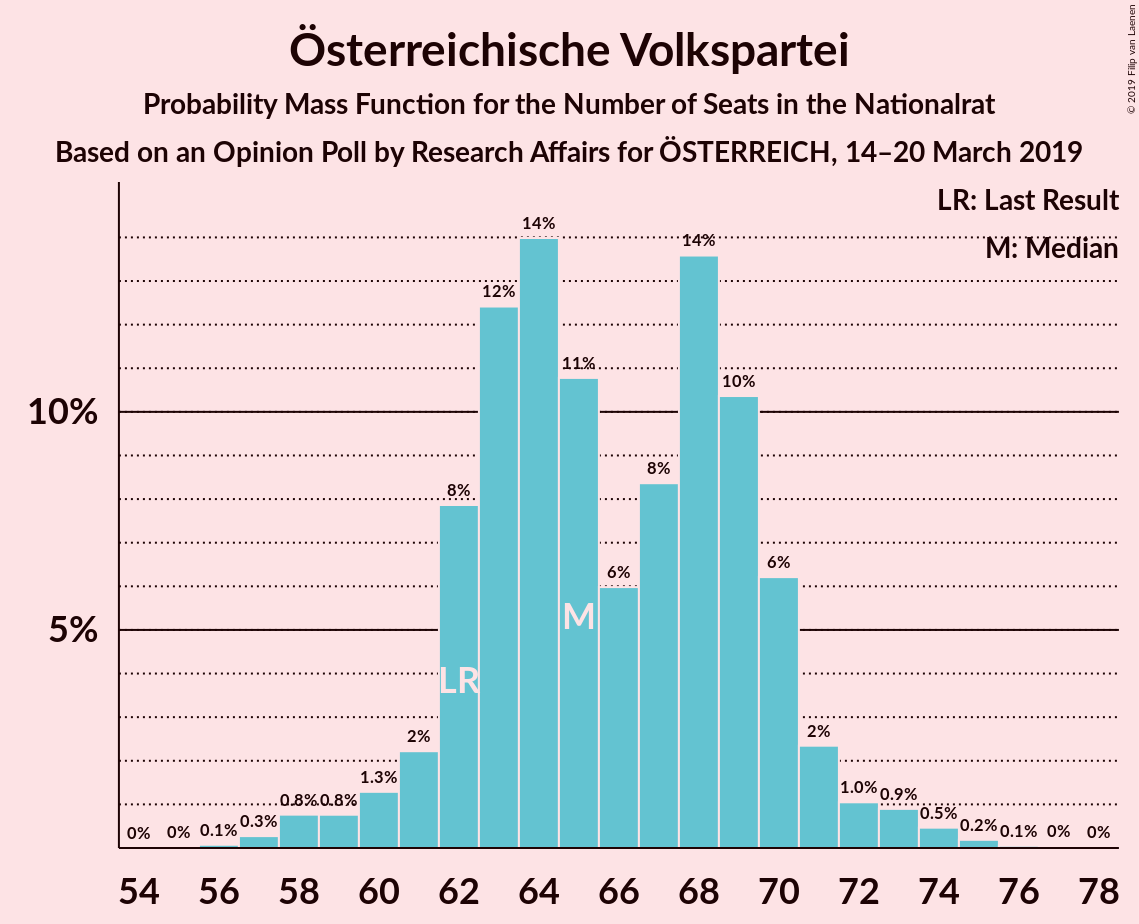 Österreichische Volkspartei
Probability Mass Function for the Number of Seats in the Nationalrat
Based on an Opinion Poll by Research Affairs for ÖSTERREICH, 14–20 March 2019
© 2019 Filip van Laenen
LR: Last Result
M: Median
10%
5%
0% 0% 0.1% 0.3% 0.8% 0.8% 1.3% 2% 8% 12% 14% 11% 6% 8% 14% 10% 6% 2% 1.0% 0.9% 0.5% 0.2% 0.1% 0% 0%
M
LR
54 56 58 60 62 64 66 68 70 72 74 76 78